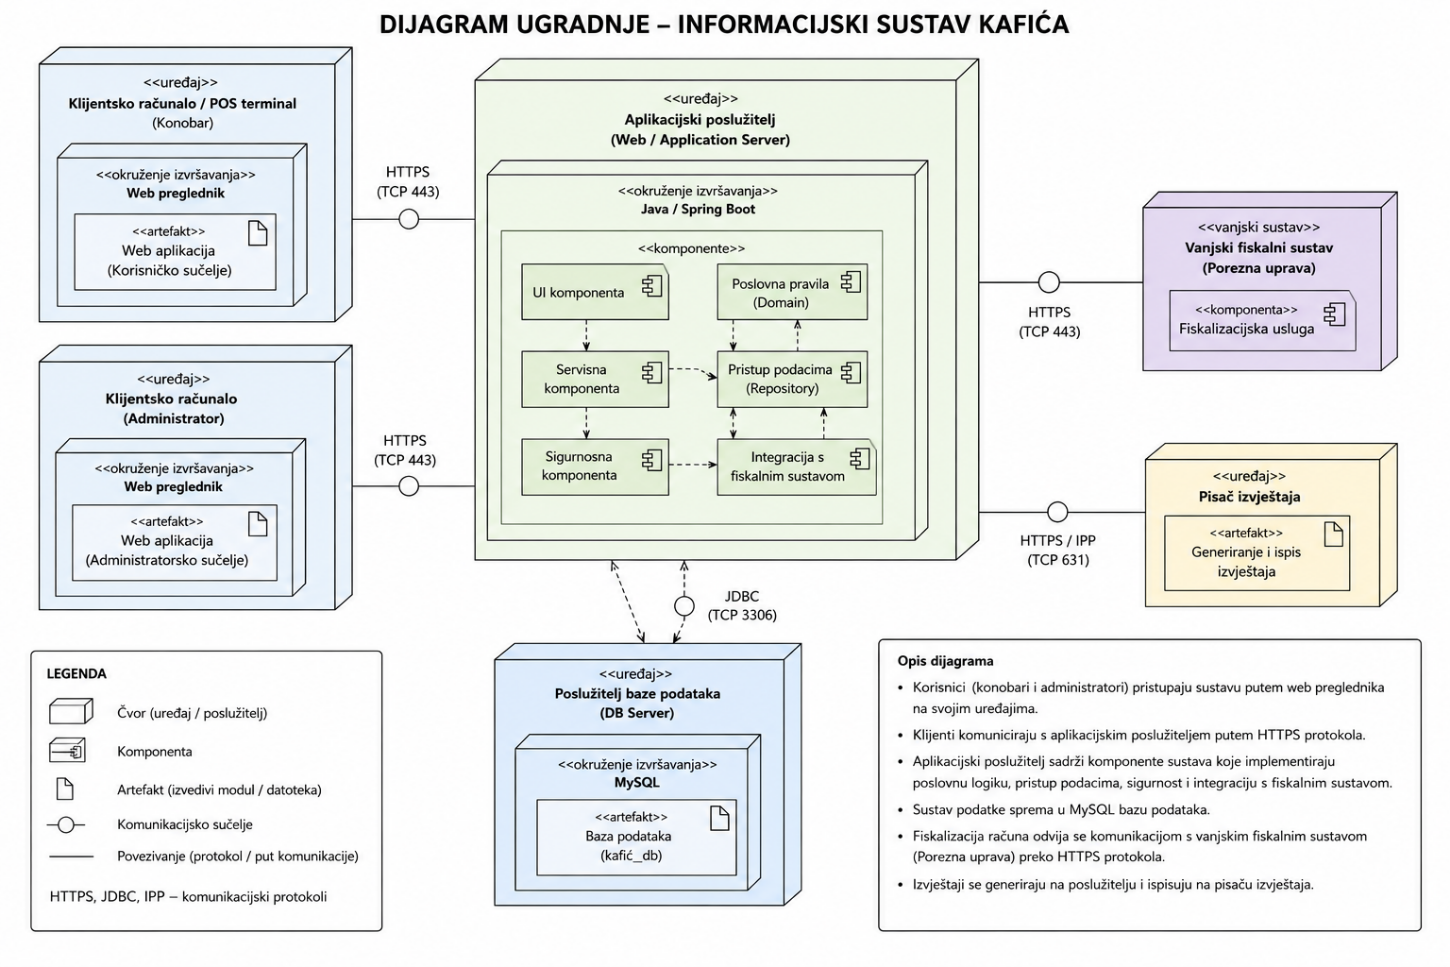 DIJAGRAM UGRADNJE – INFORMACIJSKI SUSTAV KAFIĆA
<<uređaj>>
Klijentsko računalo / POS terminal
(Konobar)
<<okruženje izvršavanja>>
Web preglednik
<<artefakt>>
Web aplikacija
(Korisničko sučelje)
HTTPS
(TCP 443)
<<uređaj>>
Klijentsko računalo
(Administrator)
<<okruženje izvršavanja>>
Web preglednik
<<artefakt>>
Web aplikacija
(Administratorsko sučelje)
HTTPS
(TCP 443)
<<uređaj>>
Aplikacijski poslužitelj
(Web / Application Server)
<<okruženje izvršavanja>>
Java / Spring Boot
<<komponente>>
UI komponenta
Poslovna pravila
(Domain)
Servisna
komponenta
Pristup podacima
(Repository)
Sigurnosna
komponenta
Integracija s
fiskalnim sustavom
HTTPS
(TCP 443)
<<vanjski sustav>>
Vanjski fiskalni sustav
(Porezna uprava)
<<komponenta>>
Fiskalizacijska usluga
HTTPS / IPP
(TCP 631)
<<uređaj>>
Pisač izvještaja
<<artefakt>>
Generiranje i ispis
izvještaja
JDBC
(TCP 3306)
<<uređaj>>
Poslužitelj baze podataka
(DB Server)
<<okruženje izvršavanja>>
MySQL
<<artefakt>>
Baza podataka
(kafić_db)
LEGENDA
Čvor (uređaj / poslužitelj)
Komponenta
Artefakt (izvedivi modul / datoteka)
Komunikacijsko sučelje
Povezivanje (protokol / put komunikacije)
HTTPS, JDBC, IPP – komunikacijski protokoli
Opis dijagrama
• Korisnici (konobari i administratori) pristupaju sustavu putem web preglednika
na svojim uređajima.
• Klijenti komuniciraju s aplikacijskim poslužiteljem putem HTTPS protokola.
• Aplikacijski poslužitelj sadrži komponente sustava koje implementiraju
poslovnu logiku, pristup podacima, sigurnost i integraciju s fiskalnim sustavom.
• Sustav podatke sprema u MySQL bazu podataka.
• Fiskalizacija računa odvija se komunikacijom s vanjskim fiskalnim sustavom
(Porezna uprava) preko HTTPS protokola.
• Izvještaji se generiraju na poslužitelju i ispisuju na pisaču izvještaja.